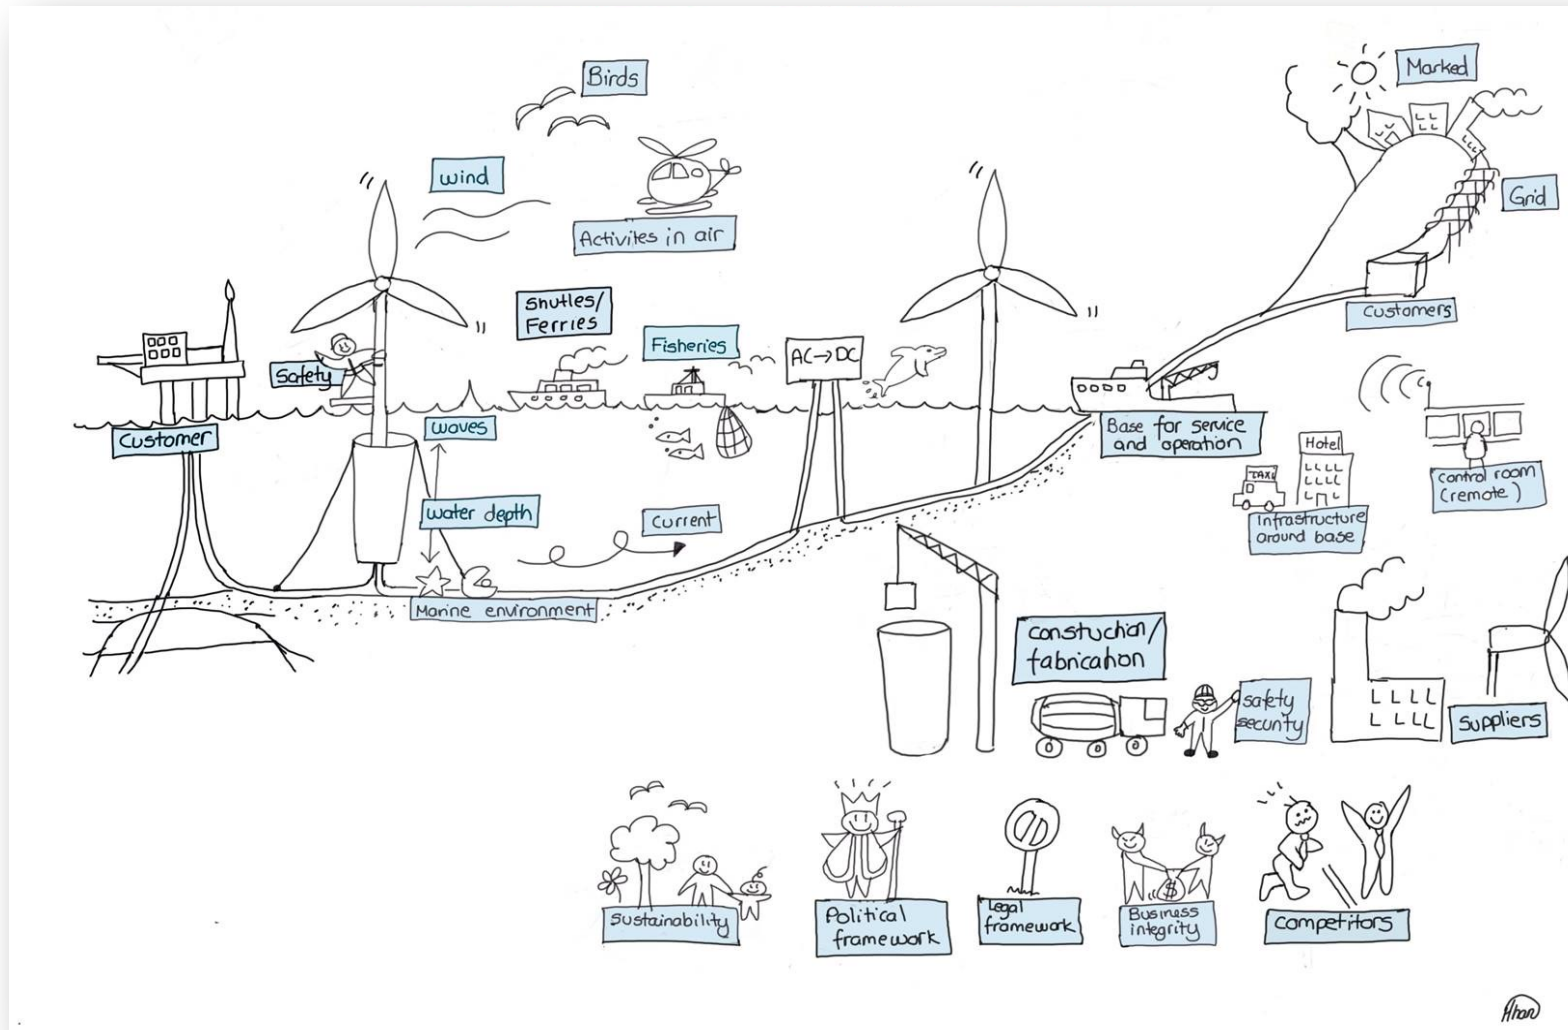 Birds
Marked
wind
Grid
Activites in air
Shutles/
Ferries
Customers
Fisheries
AC→DC
Safety
Customer
waves
Base for service
and operation
Hotel
TAXI
Control room
(remote)
water depth
Current
Infrastructure
around base
Marine environment
Constuction/
fabrication
safety
security
Suppliers
$
Sustainability
Political
framework
Legal
framework
Business
integrity
Competitors